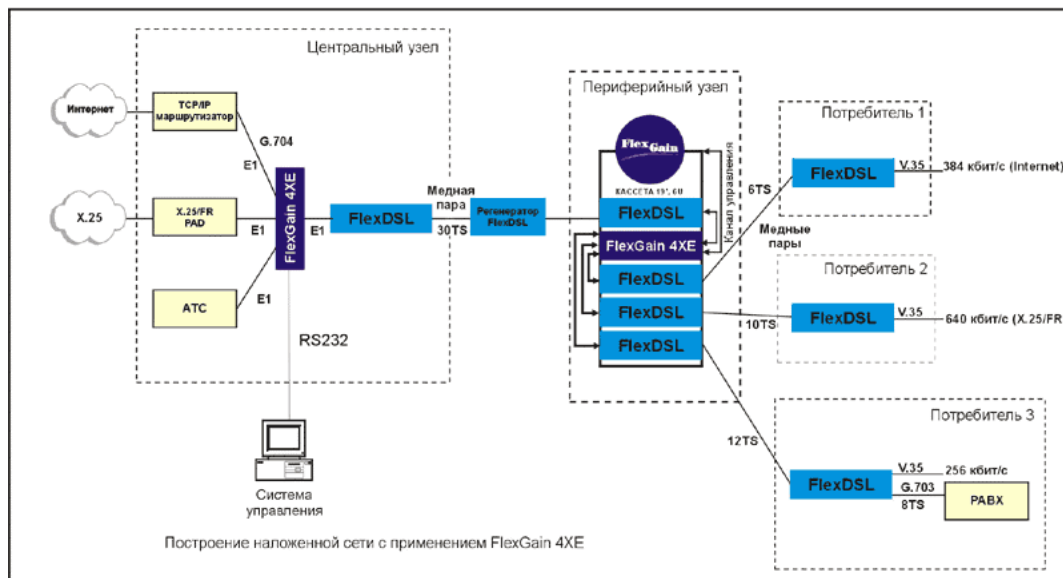 Центральный узел
Интернет
TCP/IP
маршрутизатор
G.704
E1
X.25
X.25/FR
PAD
E1
FlexGain 4XE
E1
FlexDSL
Медная
пара
30TS
Регенератор
FlexDSL
АТС
E1
RS232
Система
управления
Периферийный узел
FlexGain
КАССЕТА 19", 6U
Канал управления
FlexDSL
FlexGain 4XE
FlexDSL
FlexDSL
FlexDSL
6TS
Медные
пары
10TS
12TS
Потребитель 1
FlexDSL
V.35
384 кбит/с (Internet)
Потребитель 2
FlexDSL
V.35
640 кбит/с (X.25/FR
Потребитель 3
FlexDSL
V.35
256 кбит/с
G.703
8TS
PABX
Построение наложенной сети с применением FlexGain 4XE